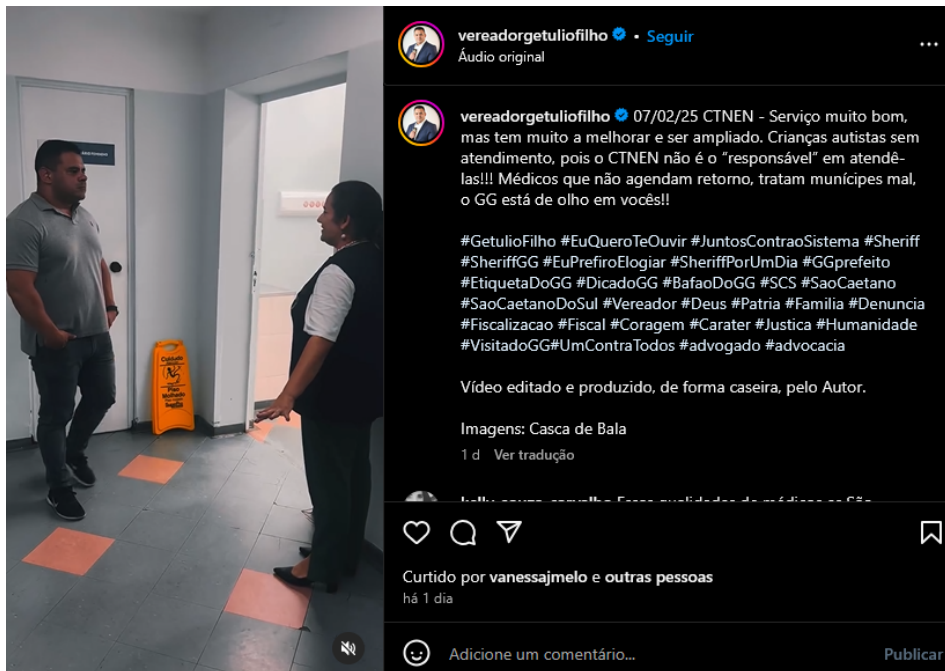 vereadorgetuliofilho • Seguir
Áudio original
vereadorgetuliofilho 07/02/25 CTNEN - Serviço muito bom,
mas tem muito a melhorar e ser ampliado. Crianças autistas sem
atendimento, pois o CTNEN não é o “responsável” em atendê-
las!!! Médicos que não agendam retorno, tratam munícipes mal,
o GG está de olho em vocês!!
#GetulioFilho #EuQueroTeOuvir #JuntosContraoSistema #Sheriff
#SheriffGG #EuPrefiroElogiar #SheriffPorUmDia #GGprefeito
#EtiquetaDoGG #DicadoGG #BafaoDoGG #SCS #SaoCaetano
#SaoCaetanoDoSul #Vereador #Deus #Patria #Familia #Denuncia
#Fiscalizacao #Fiscal #Coragem #Carater #Justica #Humanidade
#VisitadoGG#UmContraTodos #advogado #advocacia
Vídeo editado e produzido, de forma caseira, pelo Autor.
Imagens: Casca de Bala
1 d Ver tradução
Curtido por vanessajmelo e outras pessoas
há 1 dia
Adicione um comentário...
Publicar
Cuidado
Piso
Molhado